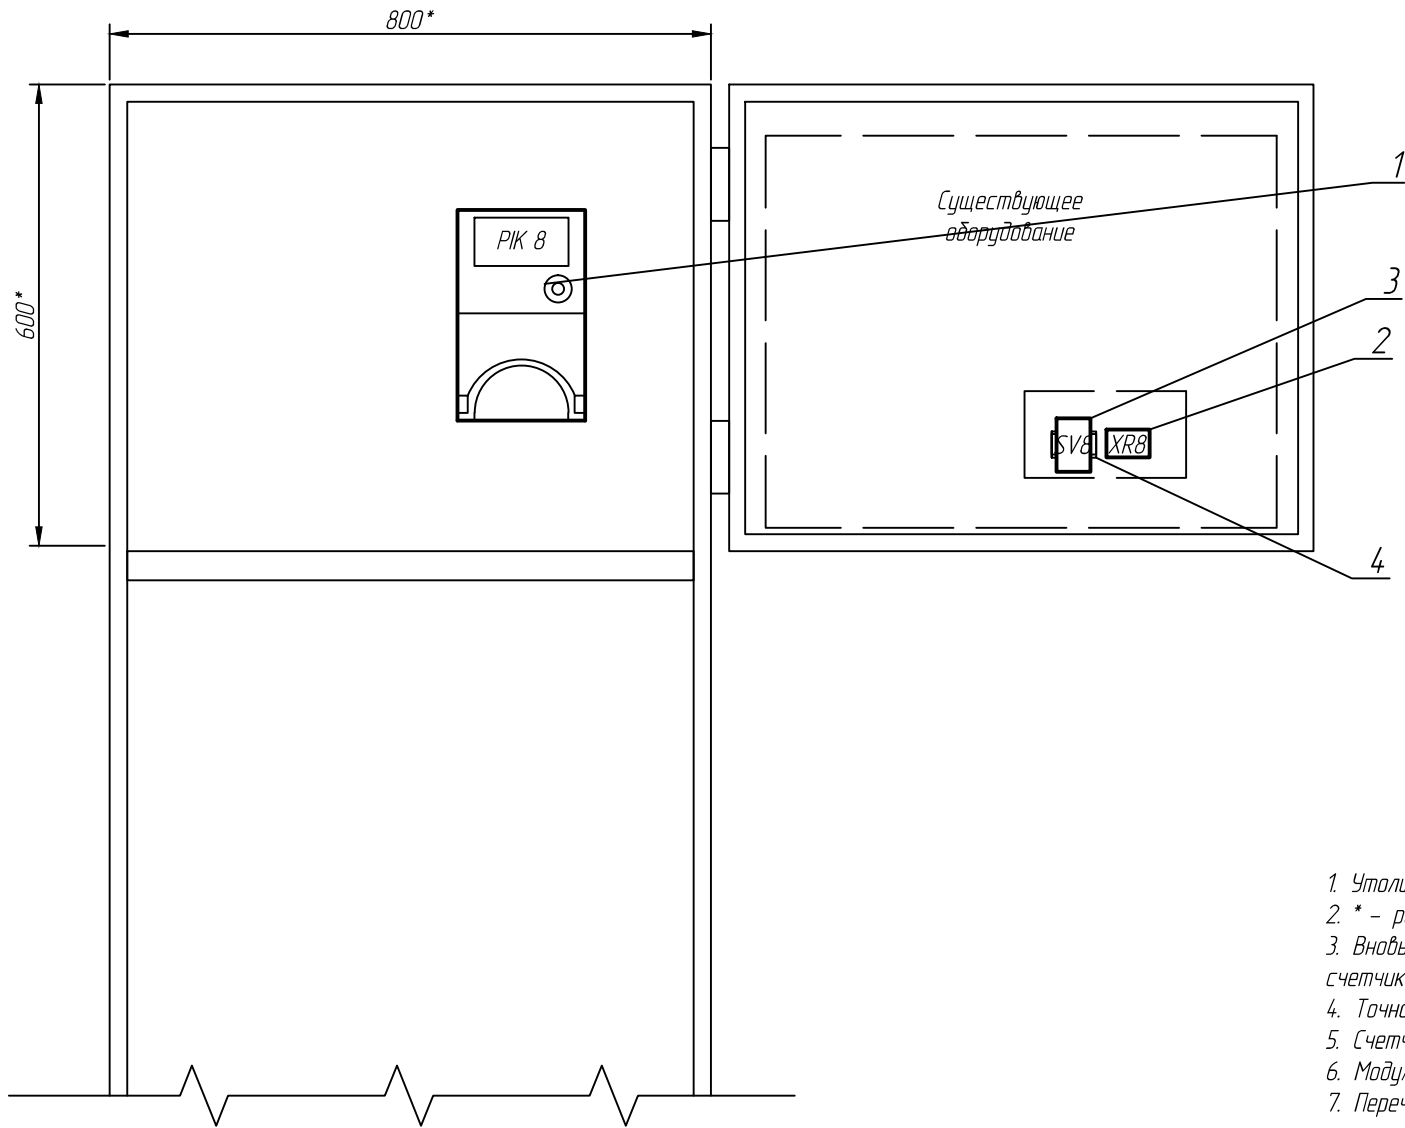 800*
600*
PIK 8
Существующее
оборудование
1
3
2
SV8 XR8
4
1.
2. * -
3.
счетчик
4.
5.
6.
7.